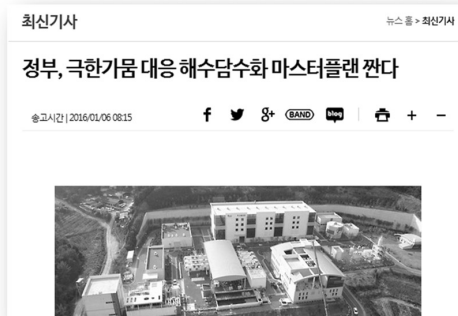 최신기사
뉴스 홈 > 최신기사
정부, 극한가뭄 대응 해수담수화 마스터플랜 짠다
송고시간 | 2016/01/06 08:15
f g+ BAND blog + -